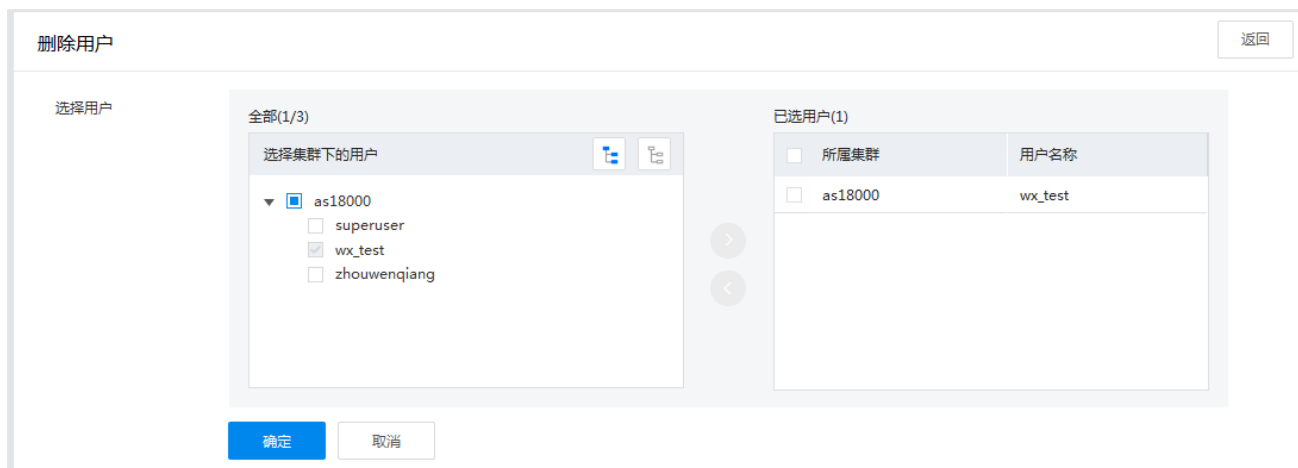 删除用户
返回
选择用户
全部(1/3)
选择集群下的用户
as18000
superuser
wx_test
zhouwenqiang
已选用户(1)
所属集群 用户名称
as18000 wx_test
确定 取消